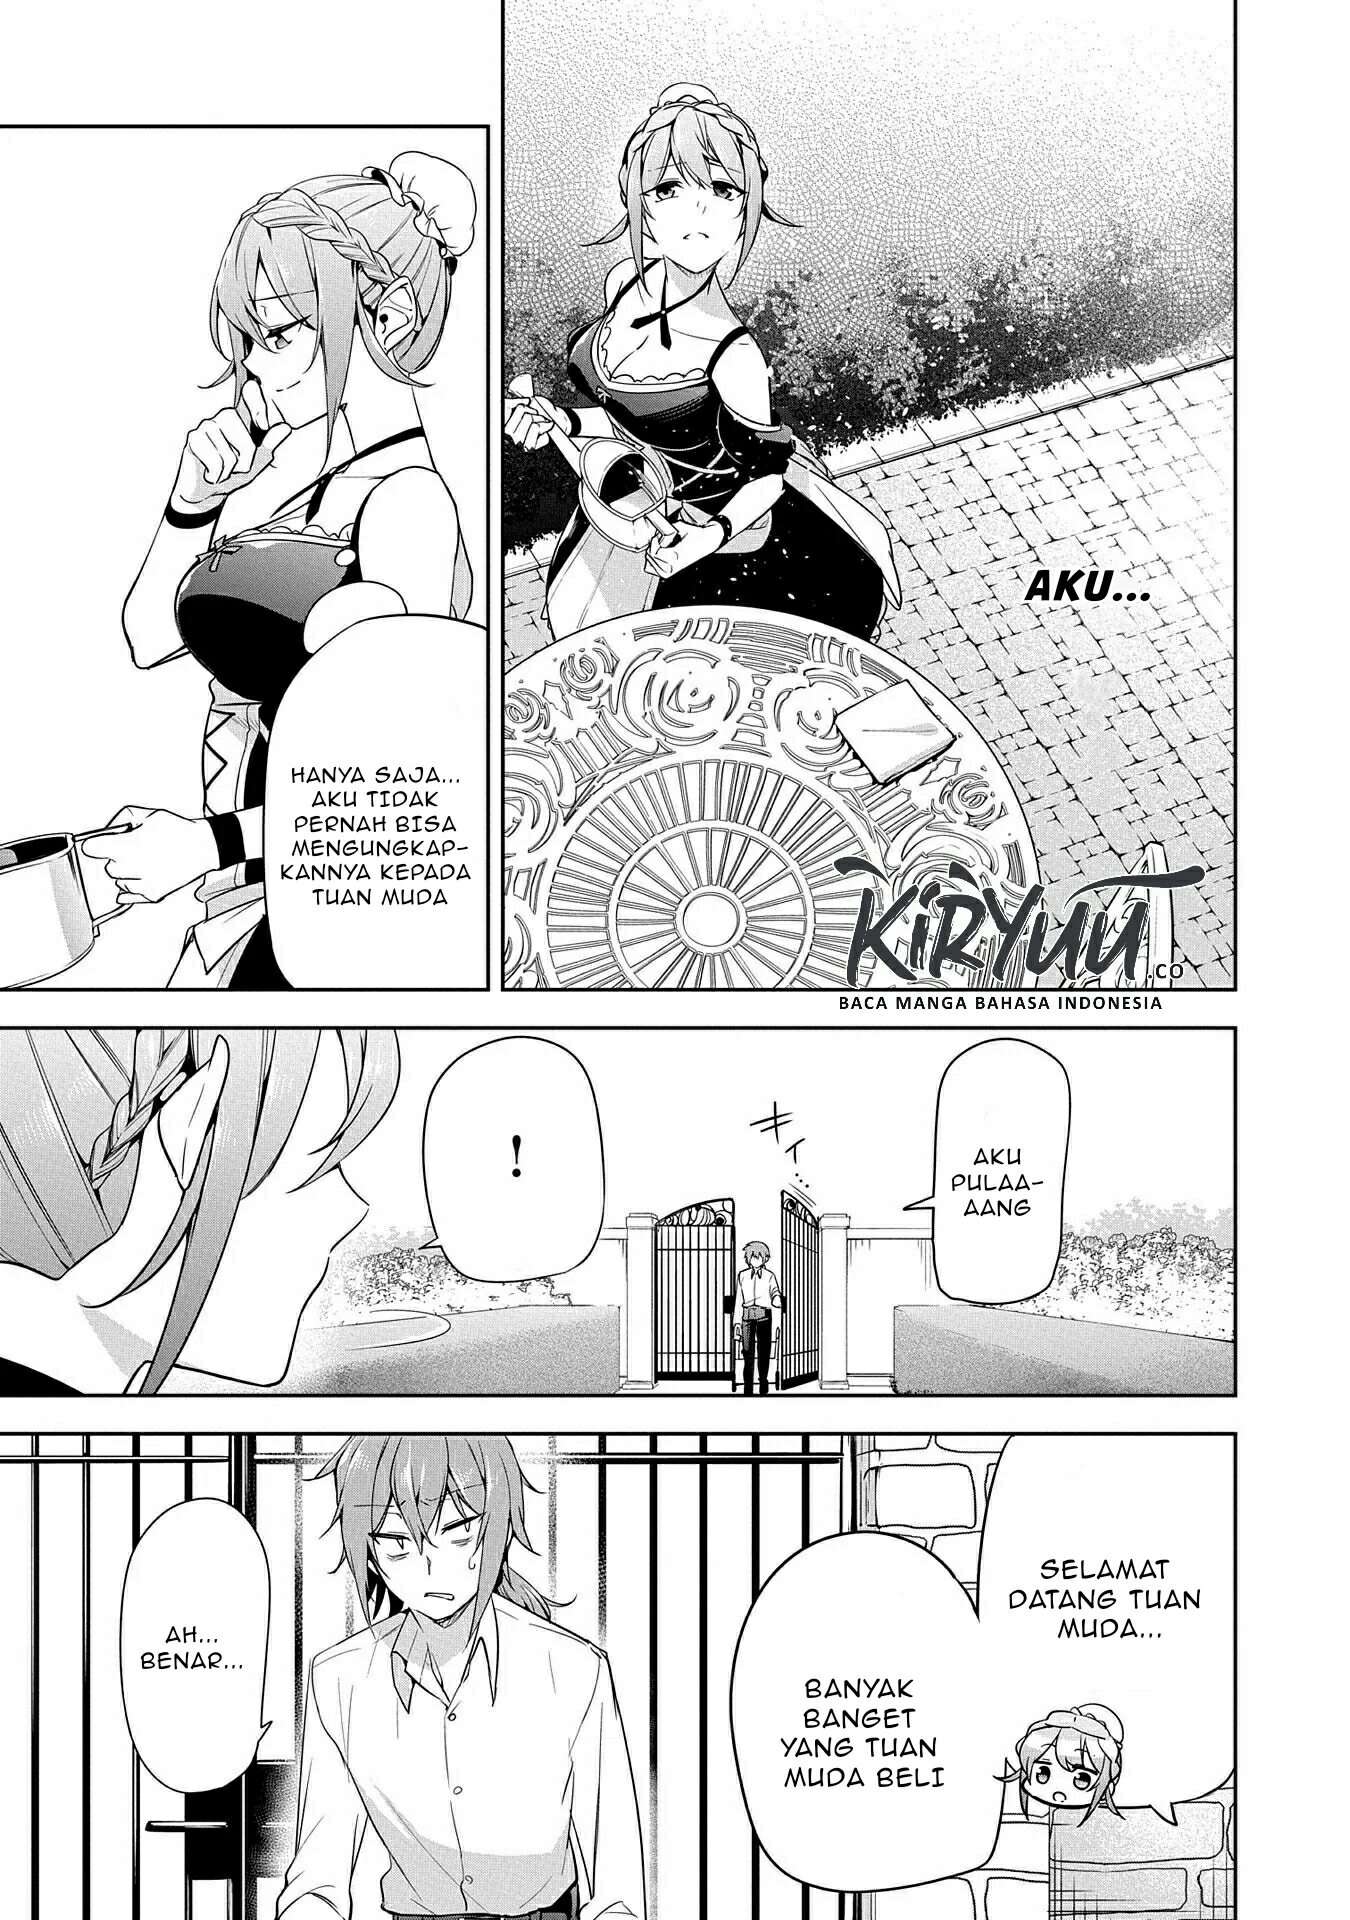 AKU...
HANYA SAJA...
AKU TIDAK
PERNAH BISA
MENGUNGKAP-
KANNYA KEPADA
TUAN MUDA
KIRYUU.CO
BACA MANGA BAHASA INDONESIA
AKU
PULAA-
AANG
キィ...
!
SELAMAT
DATANG TUAN
MUDA...
BANYAK
BANGET
YANG TUAN
MUDA BELI
AH...
BENAR...